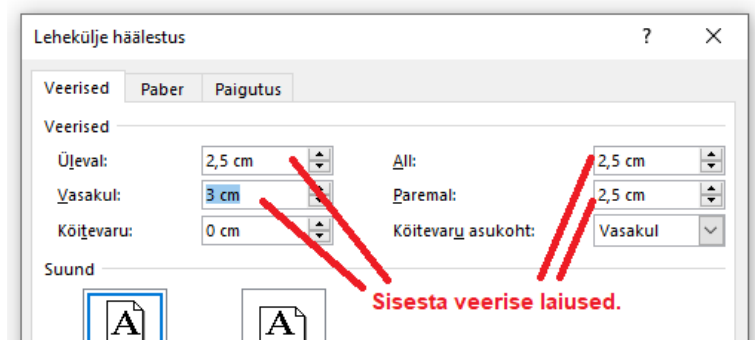 Lehekülje häälestus ?
Veerised Paber Paigutus
Veerised
Üleval: 2,5 cm All: 2,5 cm
Vasakul: 3 cm Paremal: 2,5 cm
Köitevaru: 0 cm Köitevaru asukoht: Vasakul
Suund
Sisesta veerise laiused.
A A